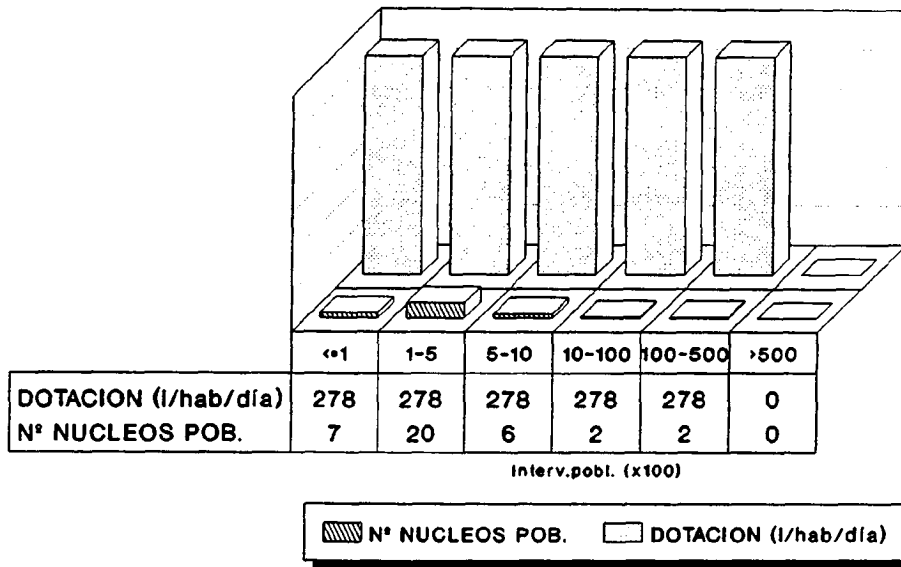 <=1 1-5 5-10 10-100 100-500 >500
DOTACION (l/hab/día) 278 278 278 278 278 0
Nº NUCLEOS POB. 7 20 6 2 2 0
Interv.pobl. (x100)
Nº NUCLEOS POB. DOTACION (l/hab/día)